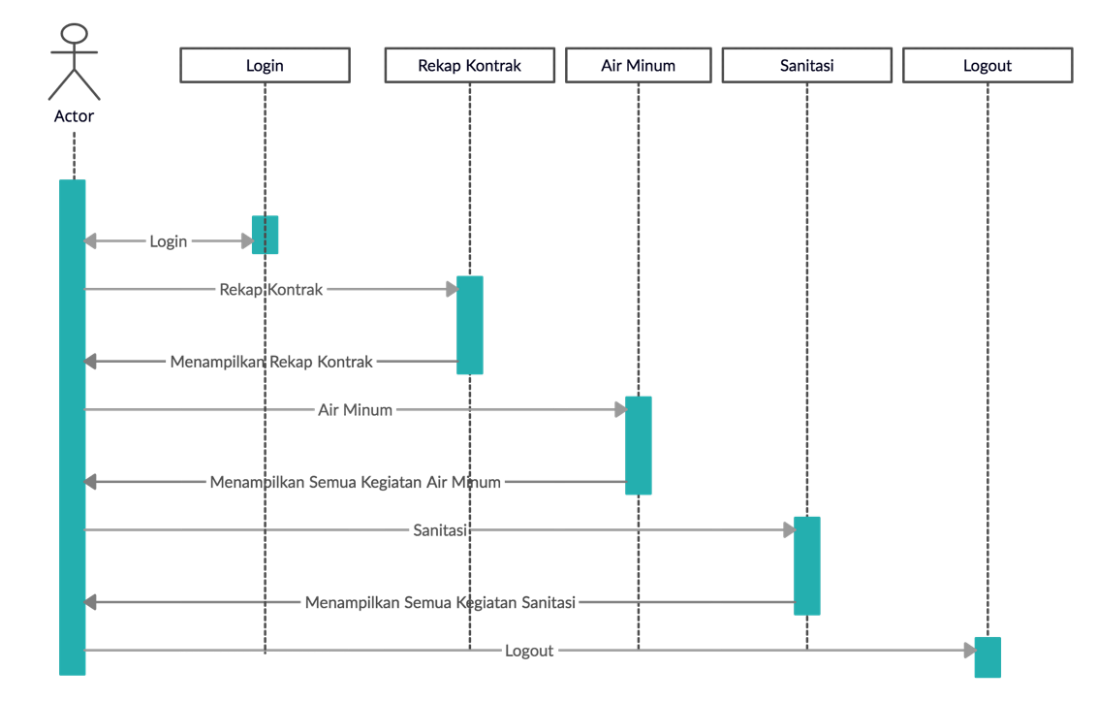 Login
Rekap Kontrak
Air Minum
Sanitasi
Logout
Actor
Login
Rekap Kontrak
Menampilkan Rekap Kontrak
Air Minum
Menampilkan Semua Kegiatan Air Minum
Sanitasi
Menampilkan Semua Kegiatan Sanitasi
Logout